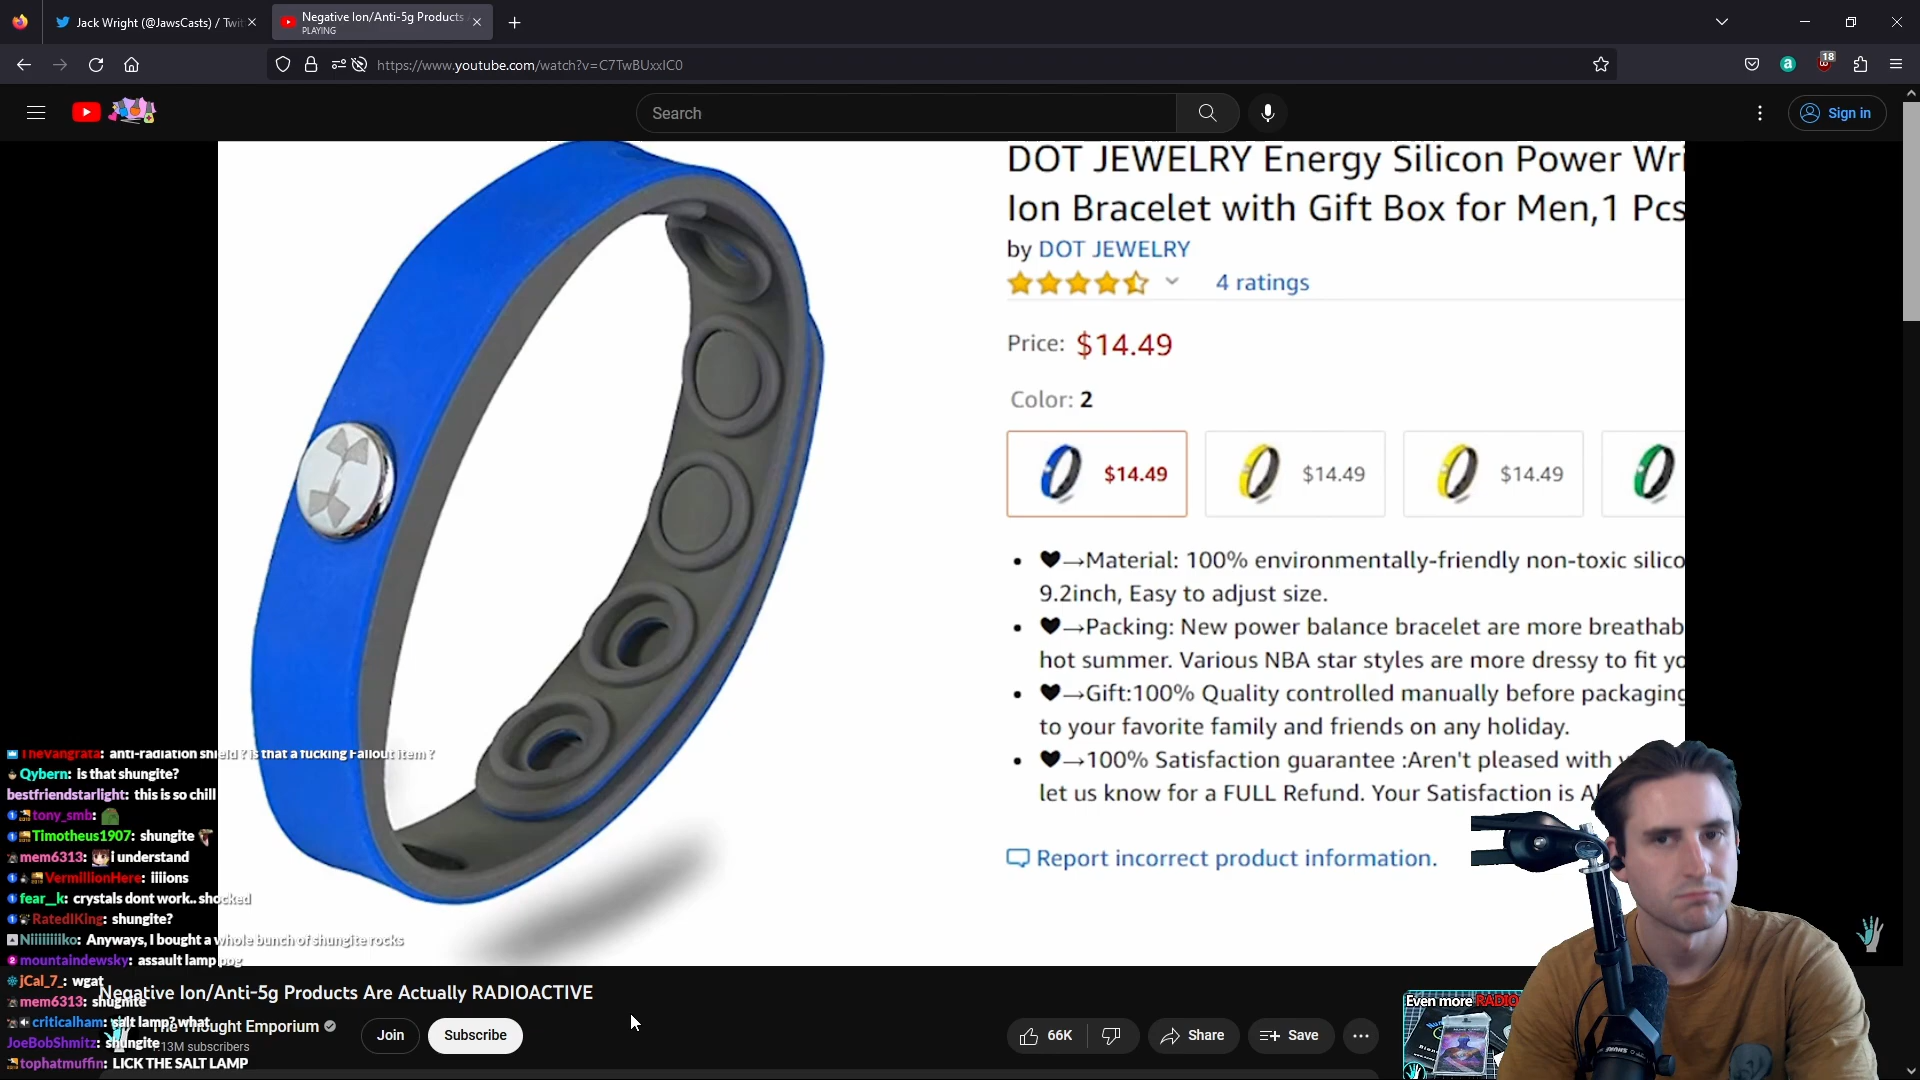 Jack Wright (@JawsCasts) / Twit
Negative Ion/Anti-5g Products
PLAYING
https://www.youtube.com/watch?v=C7TwBUxxIC0
18
Search
Sign in
DOT JEWELRY Energy Silicon Power Wri
Ion Bracelet with Gift Box for Men,1 Pcs
by DOT JEWELRY
4 ratings
Price: $14.49
Color: 2
$14.49
$14.49
$14.49
♥→Material: 100% environmentally-friendly non-toxic silico
9.2inch, Easy to adjust size.
♥→Packing: New power balance bracelet are more breathab
hot summer. Various NBA star styles are more dressy to fit yo
♥→Gift:100% Quality controlled manually before packaging
to your favorite family and friends on any holiday.
♥→100% Satisfaction guarantee :Aren't pleased with
let us know for a FULL Refund. Your Satisfaction is
Report incorrect product information.
TheVangrata: anti-radiation shield ? is that a fucking Fallout item ?
Qybern: is that shungite?
bestfriendstarlight: this is so chill
tony_smb:
Timotheus1907: shungite
mem6313: i understand
VermillionHere: iiiions
fear__k: crystals dont work.. shocked
RatedIKing: shungite?
Niiiiiiiiko: Anyways, I bought a whole bunch of shungite rocks
mountaindewsky: assault lamp pog
jCal_7_: wgat
mem6313: shugnite
criticalham: salt lamp? what
JoeBobShmitz: shungite
tophatmuffin: LICK THE SALT LAMP
Negative Ion/Anti-5g Products Are Actually RADIOACTIVE
The Thought Emporium
1.13M subscribers
Join
Subscribe
66K
Share
Save
Even more RADIO